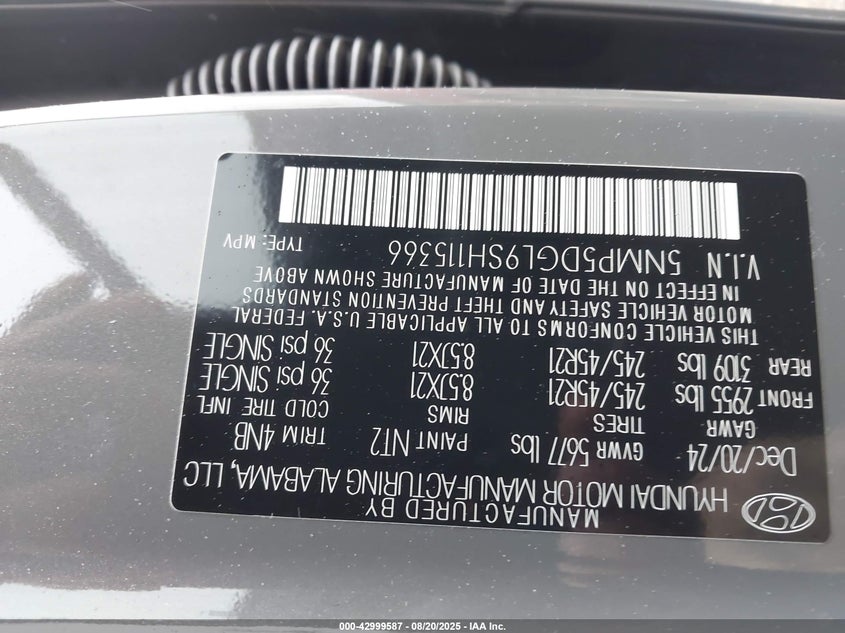 MANUFACTURED BY
HYUNDAI MOTOR MANUFACTURING ALABAMA, LLC
Dec/20/24 GVWR 5677 lbs PAINT NT2 TRIM 4NB
GAWR TIRES RIMS COLD TIRE INFL
FRONT 2955 lbs 245/45R21 8.5JX21 36 psi SINGLE
REAR 3109 lbs 245/45R21 8.5JX21 36 psi SINGLE
THIS VEHICLE CONFORMS TO ALL APPLICABLE U.S.A. FEDERAL
MOTOR VEHICLE SAFETY AND THEFT PREVENTION STANDARDS
IN EFFECT ON THE DATE OF MANUFACTURE SHOWN ABOVE
V.I.N 5NMP5DGL9SH115366 TYPE: MPV
000-42999587 - 08/20/2025 - IAA Inc.